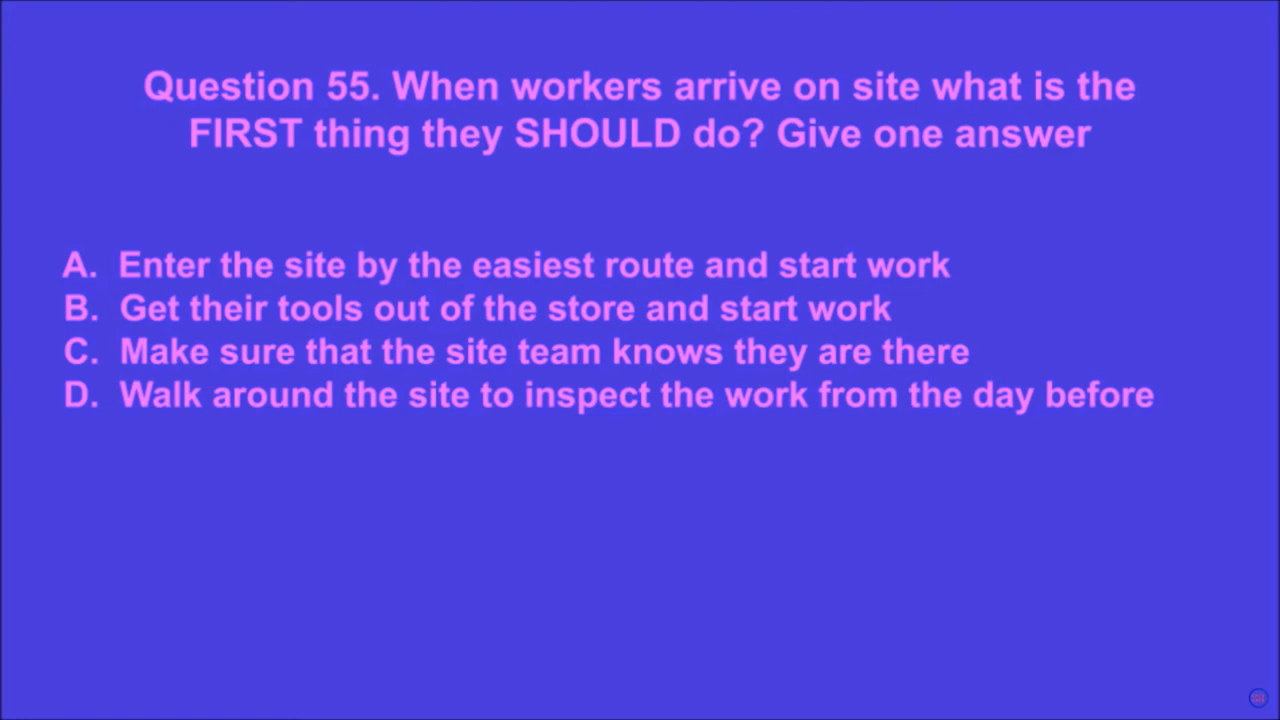 Question 55. When workers arrive on site what is the
FIRST thing they SHOULD do? Give one answer
A. Enter the site by the easiest route and start work
B. Get their tools out of the store and start work
C. Make sure that the site team knows they are there
D. Walk around the site to inspect the work from the day before